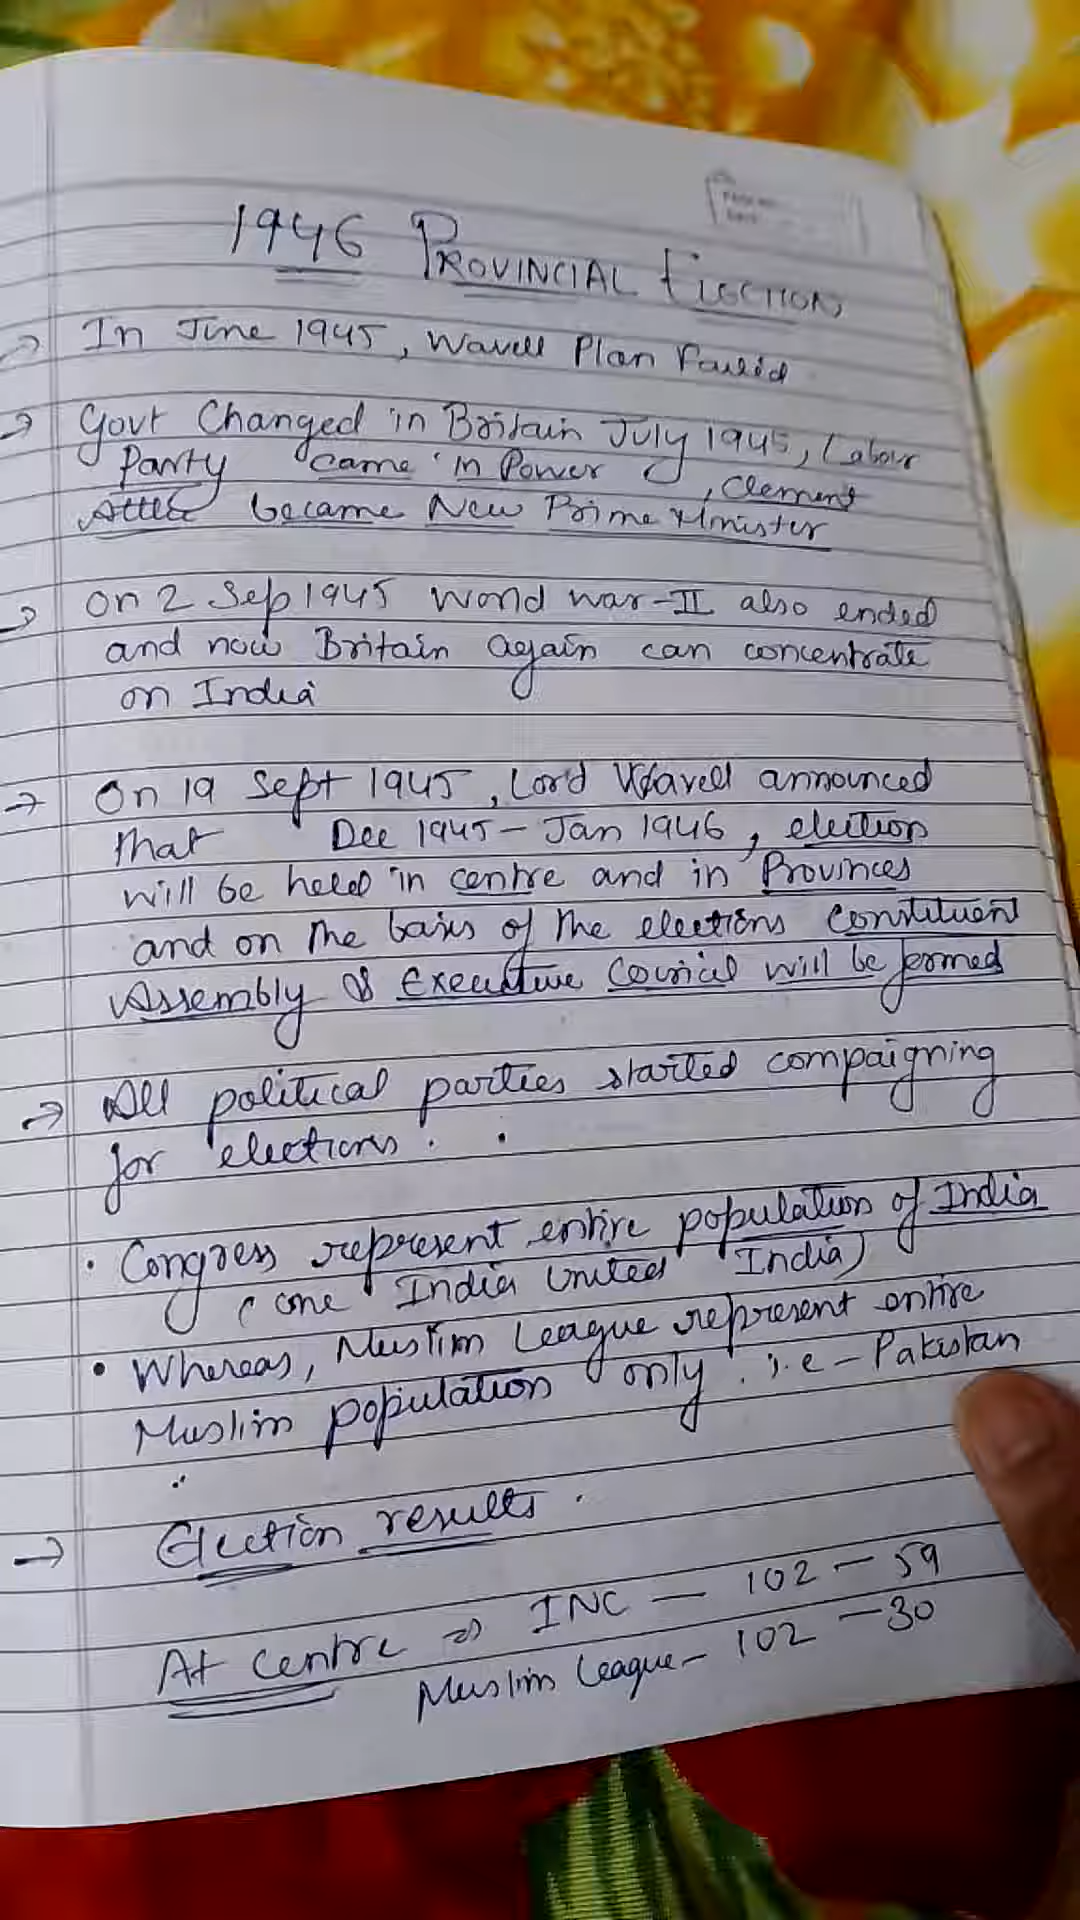 1946 PROVINCIAL Election
→ In June 1945, Wavell Plan Failed
→ Govt Changed in Britain July 1945, Labour
Party came in Power, Clement
Attlee became New Prime Minister
→ On 2 Sep 1945 World war-II also ended
and now Britain again can concentrate
on India
→ On 19 Sept 1945, Lord Wavell announced
that Dec 1945 - Jan 1946, election
will be held in centre and in Provinces
and on the basis of the elections Constituent
Assembly & Executive Council will be formed
→ All political parties started compaigning
for elections.
• Congress represent entire population of India
(one India United India)
• Whereas, Muslim League represent entire
Muslim population only. i.e - Pakistan
→ Election results.
At Centre ⇒ INC - 102 - 59
Muslim League - 102 - 30